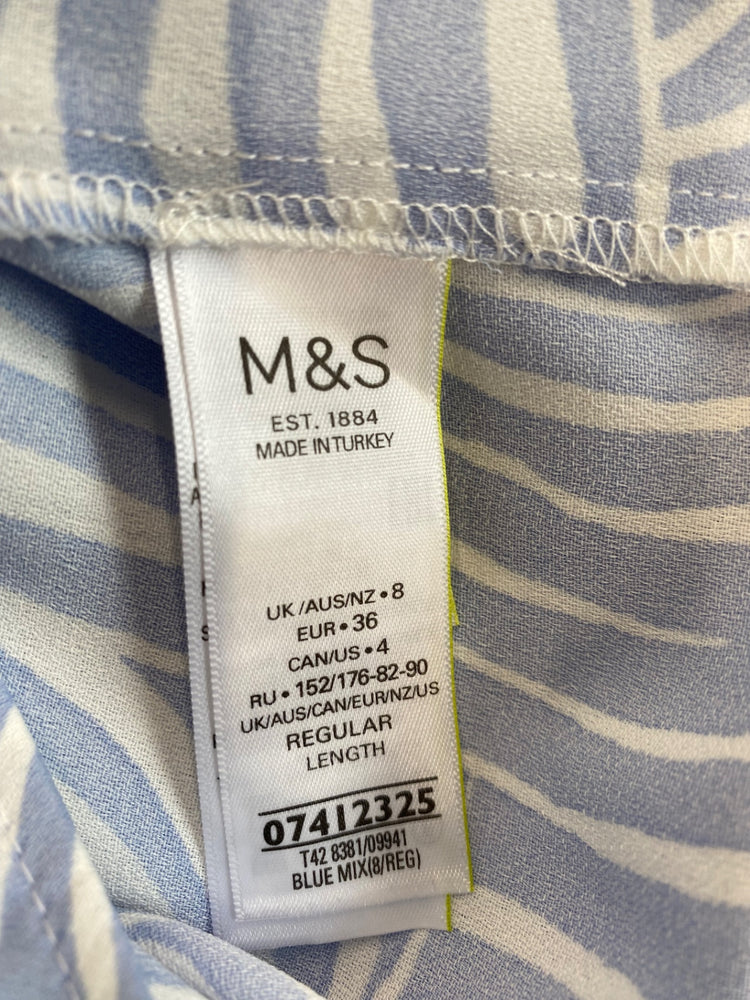 M&S
EST. 1884
MADE IN TURKEY
UK/AUS/NZ • 8
EUR • 36
CAN/US • 4
RU • 152/176-82-90
UK/AUS/CAN/EUR/NZ/US
REGULAR
LENGTH
07412325
T42 8381/09941
BLUE MIX(8/REG)